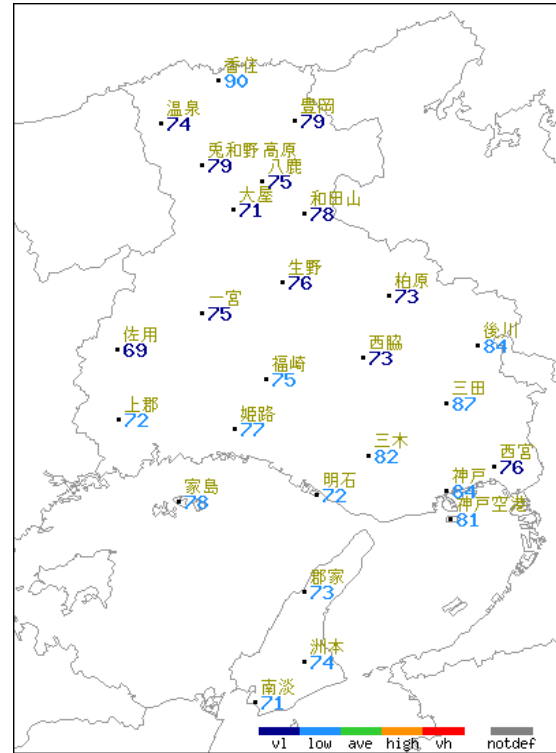 香住
90
温泉
74
豊岡
79
兎和野高原
79
八鹿
75
大屋
71
和田山
78
生野
76
柏原
73
一宮
75
佐用
69
後川
84
西脇
73
福崎
75
三田
87
上郡
72
姫路
77
三木
82
西宮
76
家島
78
明石
72
神戸
84
神戸空港
81
郡家
73
洲本
74
南淡
71
vl low ave high vh notdef